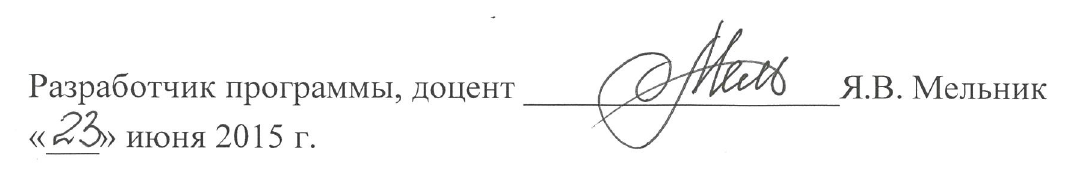 Разработчик программы, доцент Я.В. Мельник
«23» июня 2015 г.